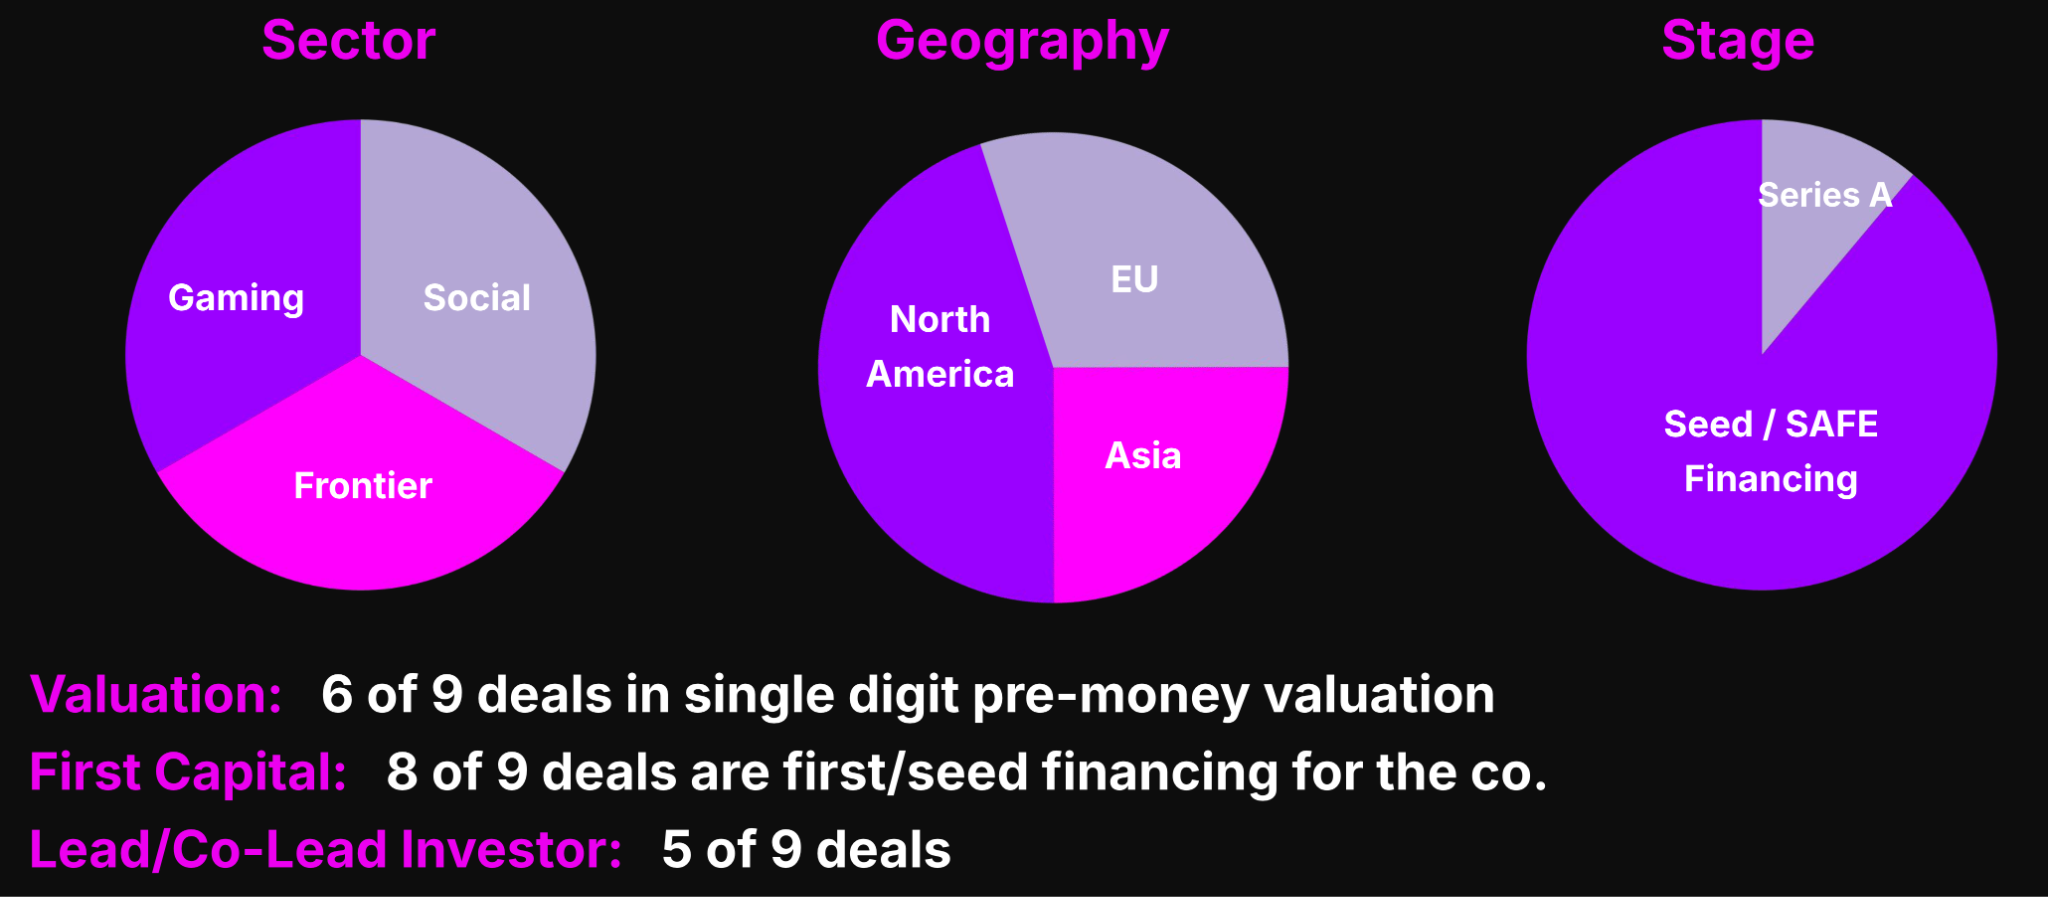 Sector
Geography
Stage
Gaming
Social
Frontier
North
America
EU
Asia
Series A
Seed / SAFE
Financing
Valuation: 6 of 9 deals in single digit pre-money valuation
First Capital: 8 of 9 deals are first/seed financing for the co.
Lead/Co-Lead Investor: 5 of 9 deals